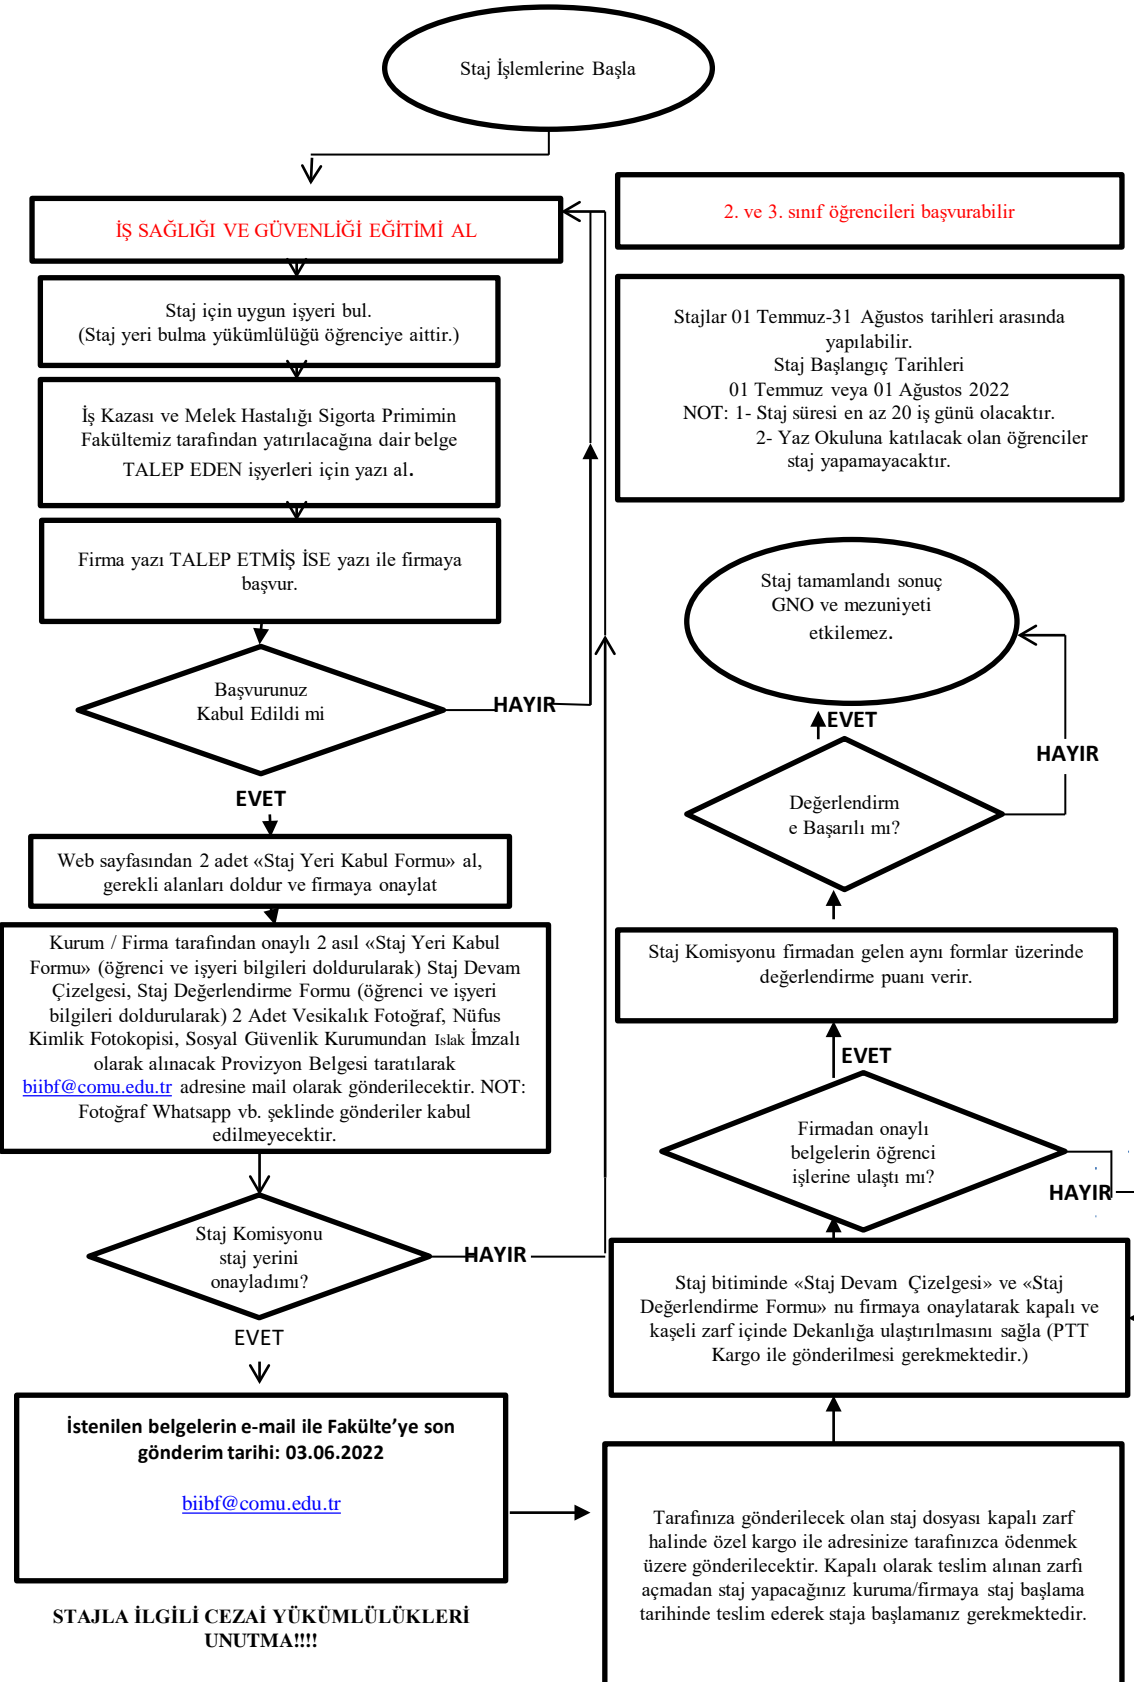 Staj İşlemlerine Başla
İŞ SAĞLIĞI VE GÜVENLİĞİ EĞİTİMİ AL
Staj için uygun işyeri bul.
(Staj yeri bulma yükümlülüğü öğrenciye aittir.)
İş Kazası ve Melek Hastalığı Sigorta Primimin
Fakültemiz tarafından yatırılacağına dair belge
TALEP EDEN işyerleri için yazı al.
Firma yazı TALEP ETMİŞ İSE yazı ile firmaya
başvur.
Başvurunuz
Kabul Edildi mi
HAYIR
EVET
Web sayfasından 2 adet «Staj Yeri Kabul Formu» al,
gerekli alanları doldur ve firmaya onaylat
Kurum / Firma tarafından onaylı 2 asıl «Staj Yeri Kabul
Formu» (öğrenci ve işyeri bilgileri doldurularak) Staj Devam
Çizelgesi, Staj Değerlendirme Formu (öğrenci ve işyeri
bilgileri doldurularak) 2 Adet Vesikalık Fotoğraf, Nüfus
Kimlik Fotokopisi, Sosyal Güvenlik Kurumundan Islak İmzalı
olarak alınacak Provizyon Belgesi taratılarak
biibf@comu.edu.tr adresine mail olarak gönderilecektir. NOT:
Fotoğraf Whatsapp vb. şeklinde gönderiler kabul
edilmeyecektir.
Staj Komisyonu
staj yerini
onayladımı?
HAYIR
EVET
İstenilen belgelerin e-mail ile Fakülte'ye son
gönderim tarihi: 03.06.2022
biibf@comu.edu.tr
STAJLA İLGİLİ CEZAİ YÜKÜMLÜLÜKLERİ
UNUTMA!!!!
2. ve 3. sınıf öğrencileri başvurabilir
Stajlar 01 Temmuz-31 Ağustos tarihleri arasında
yapılabilir.
Staj Başlangıç Tarihleri
01 Temmuz veya 01 Ağustos 2022
NOT: 1- Staj süresi en az 20 iş günü olacaktır.
2- Yaz Okuluna katılacak olan öğrenciler
staj yapamayacaktır.
Staj tamamlandı sonuç
GNO ve mezuniyeti
etkilemez.
EVET
HAYIR
Değerlendirm
e Başarılı mı?
Staj Komisyonu firmadan gelen aynı formlar üzerinde
değerlendirme puanı verir.
EVET
Firmadan onaylı
belgelerin öğrenci
işlerine ulaştı mı?
HAYIR
Staj bitiminde «Staj Devam Çizelgesi» ve «Staj
Değerlendirme Formu» nu firmaya onaylatarak kapalı ve
kaşeli zarf içinde Dekanlığa ulaştırılmasını sağla (PTT
Kargo ile gönderilmesi gerekmektedir.)
Tarafınıza gönderilecek olan staj dosyası kapalı zarf
halinde özel kargo ile adresinize tarafınızca ödenmek
üzere gönderilecektir. Kapalı olarak teslim alınan zarfı
açmadan staj yapacağınız kuruma/firmaya staj başlama
tarihinde teslim ederek staja başlamanız gerekmektedir.